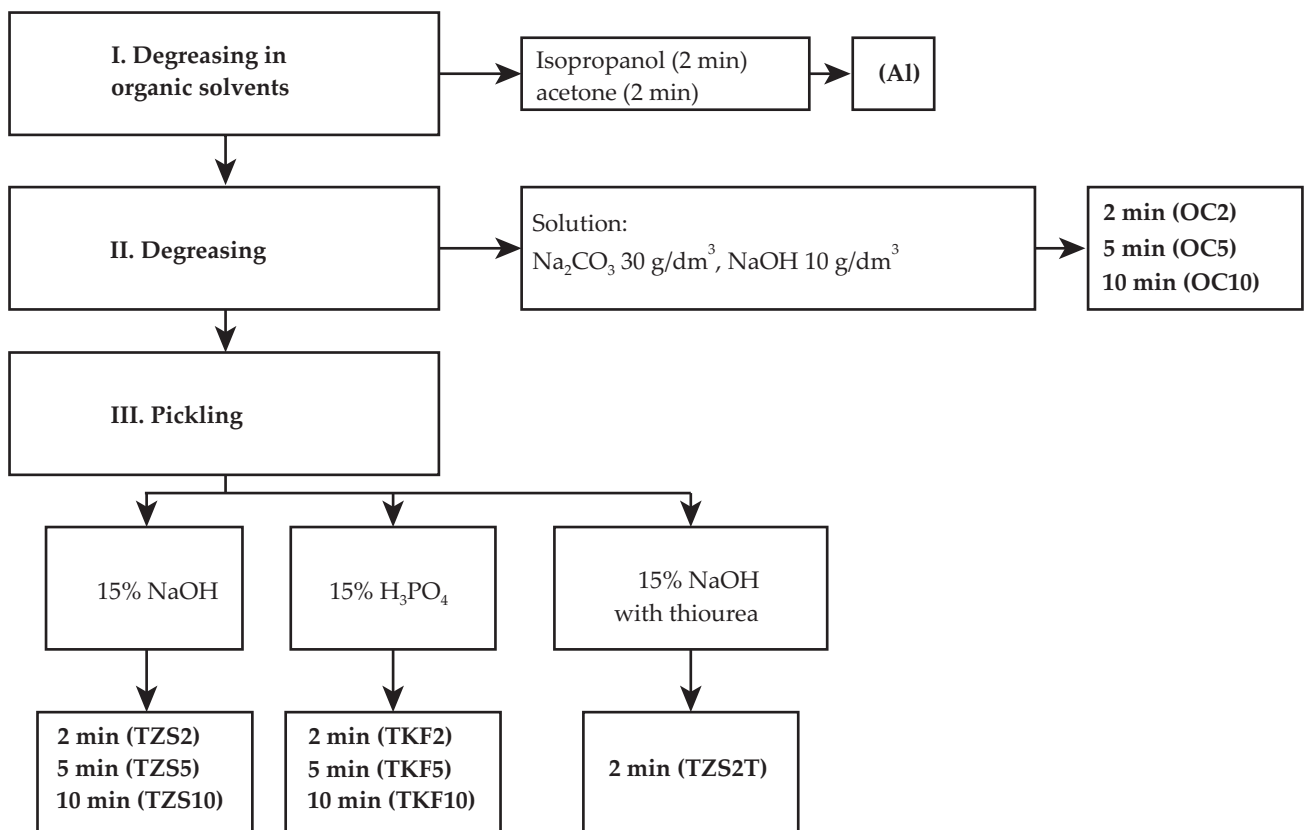 I. Degreasing in
organic solvents
Isopropanol (2 min)
acetone (2 min)
(Al)
II. Degreasing
Solution:
Na₂CO₃ 30 g/dm³, NaOH 10 g/dm³
2 min (OC2)
5 min (OC5)
10 min (OC10)
III. Pickling
15% NaOH
15% H₃PO₄
15% NaOH
with thiourea
2 min (TZS2)
5 min (TZS5)
10 min (TZS10)
2 min (TKF2)
5 min (TKF5)
10 min (TKF10)
2 min (TZS2T)